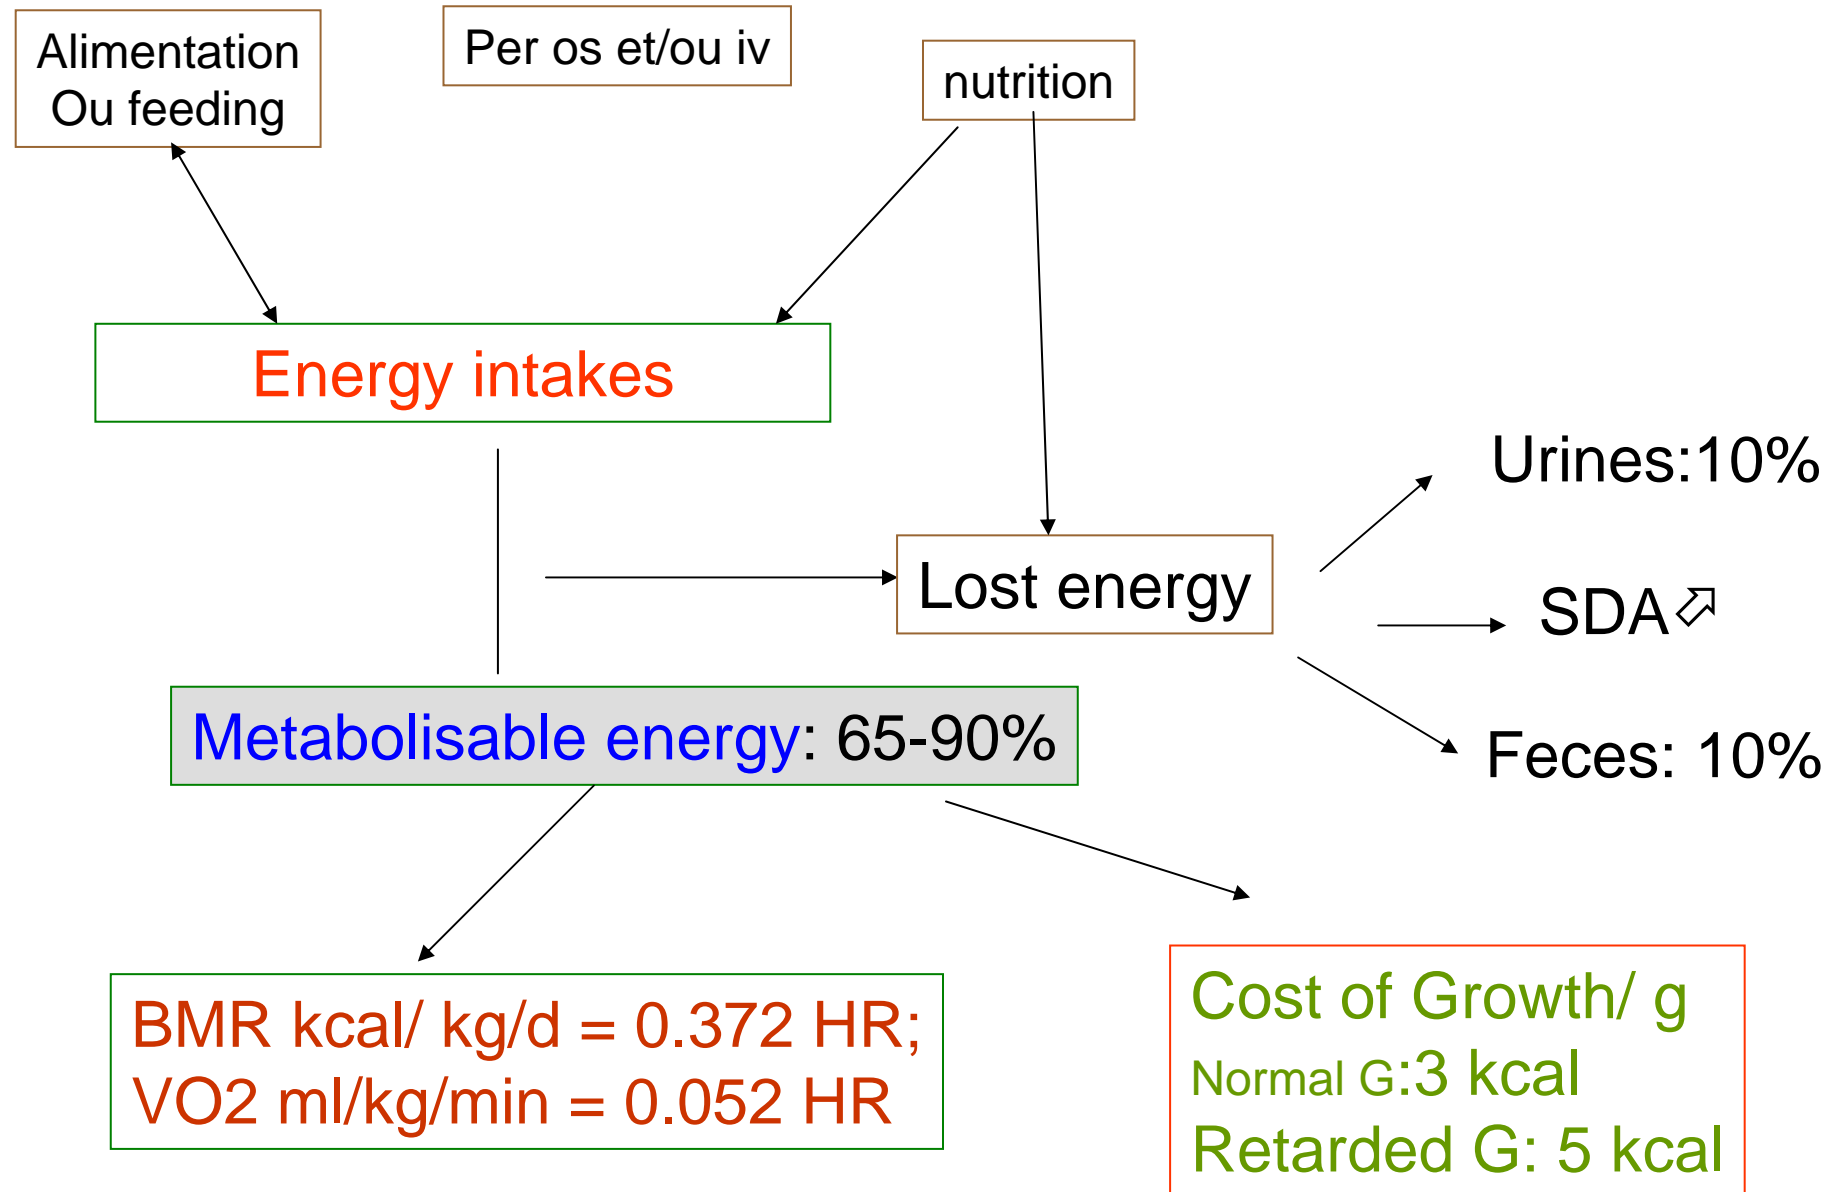 Alimentation
Ou feeding
Per os et/ou iv
nutrition
Energy intakes
Urines:10%
Lost energy
SDA
Metabolisable energy: 65-90%
Feces: 10%
BMR kcal/ kg/d = 0.372 HR;
VO2 ml/kg/min = 0.052 HR
Cost of Growth/ g
Normal G:3 kcal
Retarded G: 5 kcal